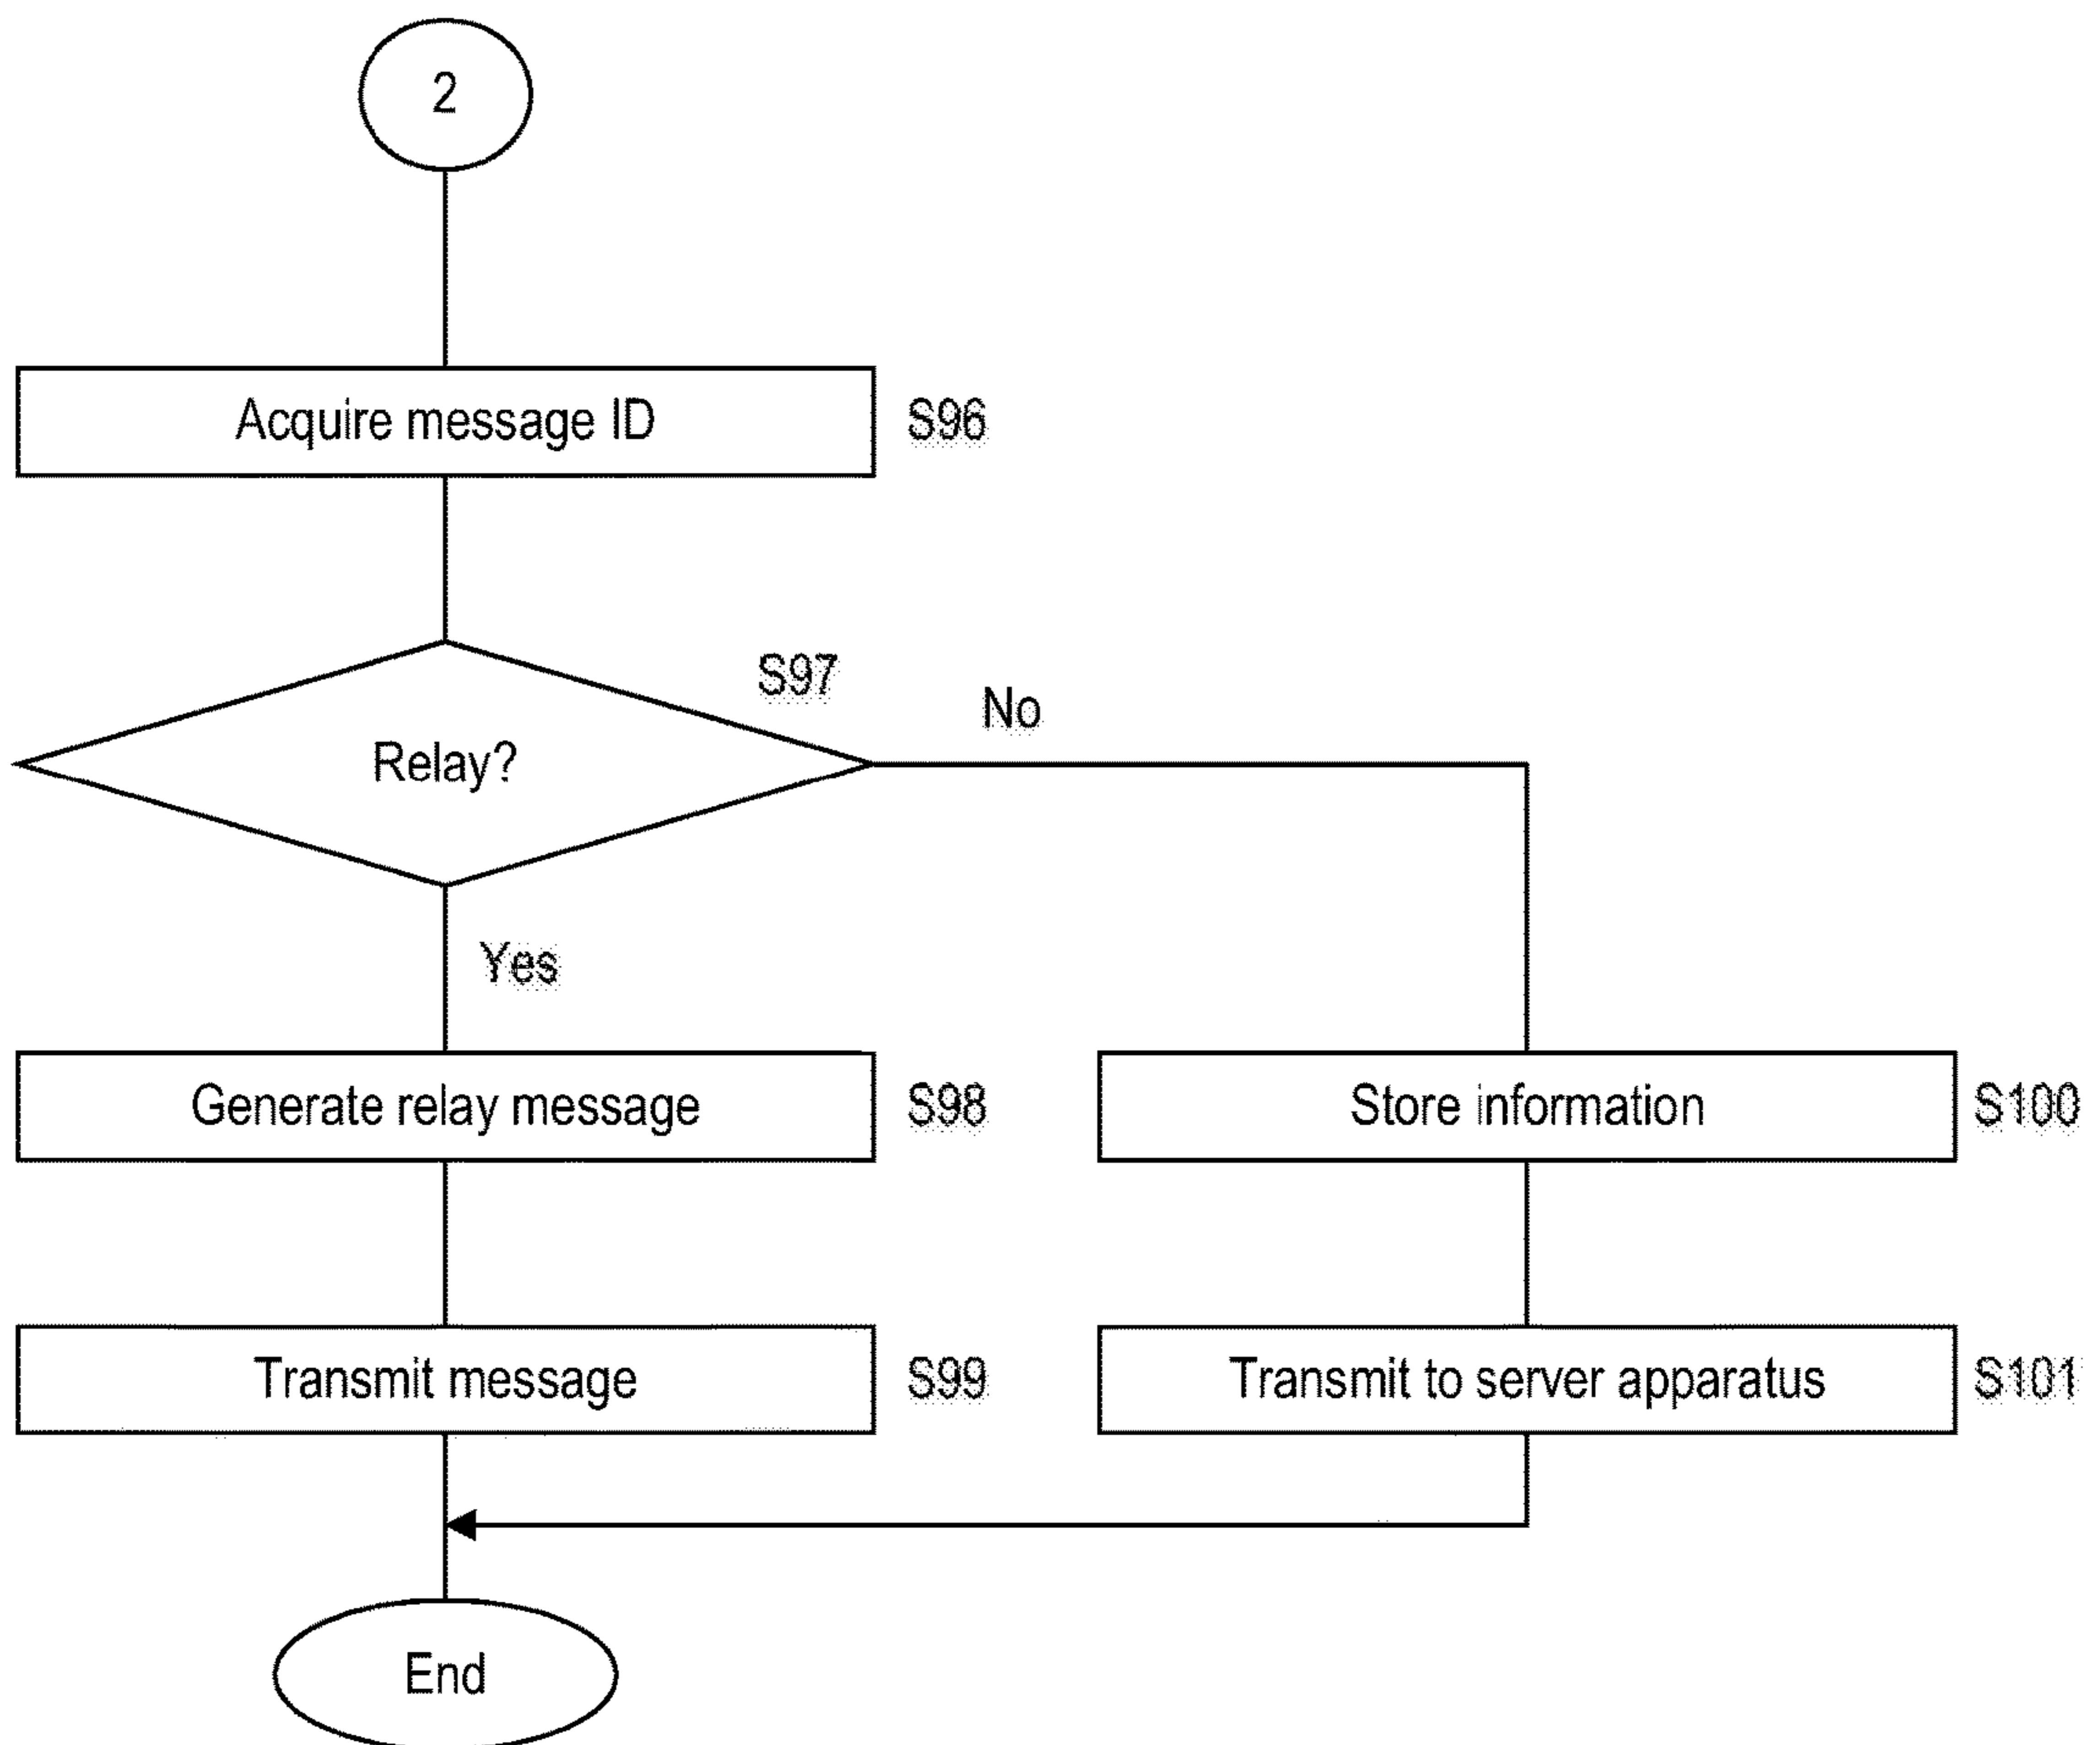 2
Acquire message ID
S96
S97
No
Relay?
Yes
Generate relay message
S98
Store information
S100
Transmit message
S99
Transmit to server apparatus
S101
End